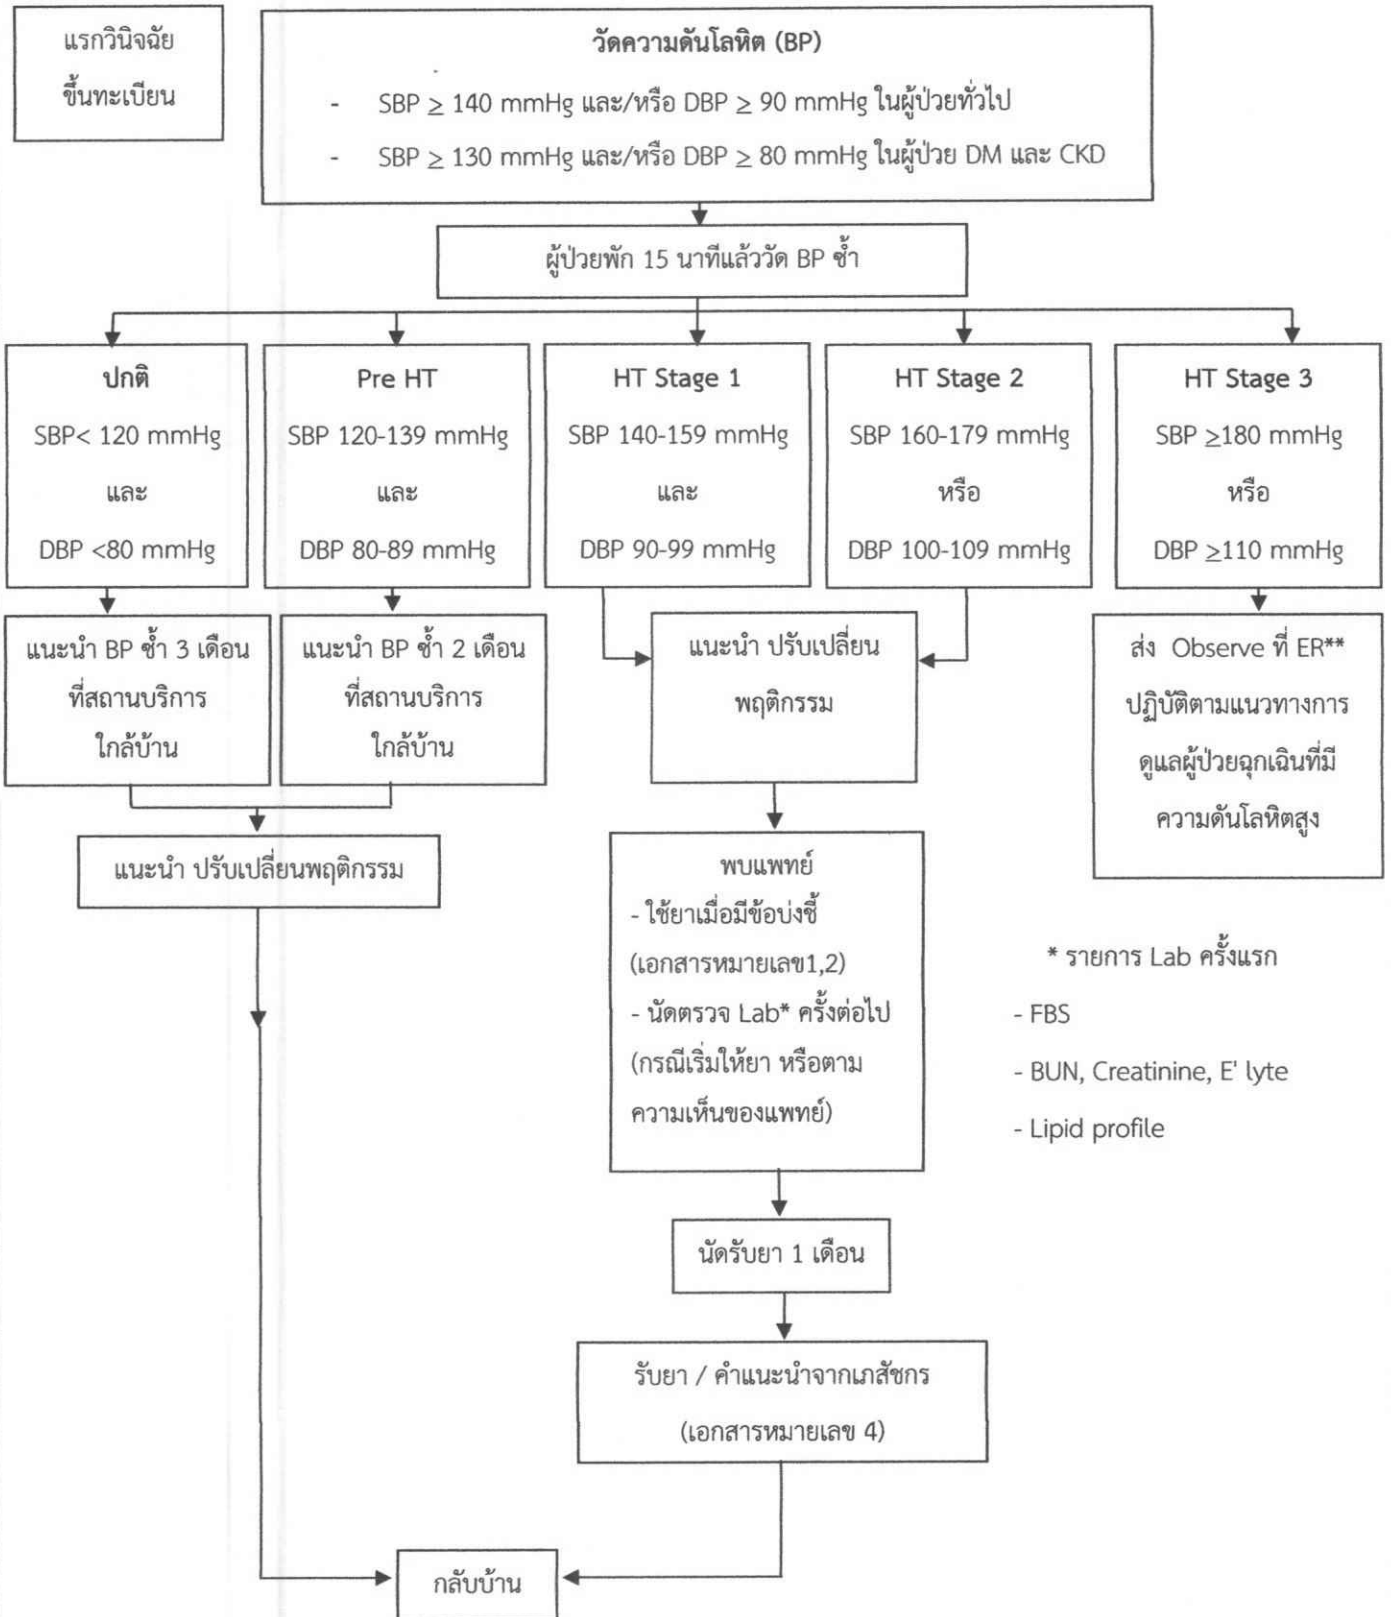 แรกวินิจฉัย
ขึ้นทะเบียน
วัดความดันโลหิต (BP)
- SBP ≥ 140 mmHg และ/หรือ DBP ≥ 90 mmHg ในผู้ป่วยทั่วไป
- SBP ≥ 130 mmHg และ/หรือ DBP ≥ 80 mmHg ในผู้ป่วย DM และ CKD
ผู้ป่วยพัก 15 นาทีแล้ววัด BP ซ้ำ
ปกติ
SBP< 120 mmHg
และ
DBP <80 mmHg
Pre HT
SBP 120-139 mmHg
และ
DBP 80-89 mmHg
HT Stage 1
SBP 140-159 mmHg
และ
DBP 90-99 mmHg
HT Stage 2
SBP 160-179 mmHg
หรือ
DBP 100-109 mmHg
HT Stage 3
SBP ≥180 mmHg
หรือ
DBP ≥110 mmHg
แนะนำ BP ซ้ำ 3 เดือน
ที่สถานบริการ
ใกล้บ้าน
แนะนำ BP ซ้ำ 2 เดือน
ที่สถานบริการ
ใกล้บ้าน
แนะนำ ปรับเปลี่ยน
พฤติกรรม
ส่ง Observe ที่ ER**
ปฏิบัติตามแนวทางการ
ดูแลผู้ป่วยฉุกเฉินที่มี
ความดันโลหิตสูง
แนะนำ ปรับเปลี่ยนพฤติกรรม
พบแพทย์
- ใช้ยาเมื่อมีข้อบ่งชี้
(เอกสารหมายเลข1,2)
- นัดตรวจ Lab* ครั้งต่อไป
(กรณีเริ่มให้ยา หรือตาม
ความเห็นของแพทย์)
* รายการ Lab ครั้งแรก
- FBS
- BUN, Creatinine, E' lyte
- Lipid profile
นัดรับยา 1 เดือน
รับยา / คำแนะนำจากเภสัชกร
(เอกสารหมายเลข 4)
กลับบ้าน